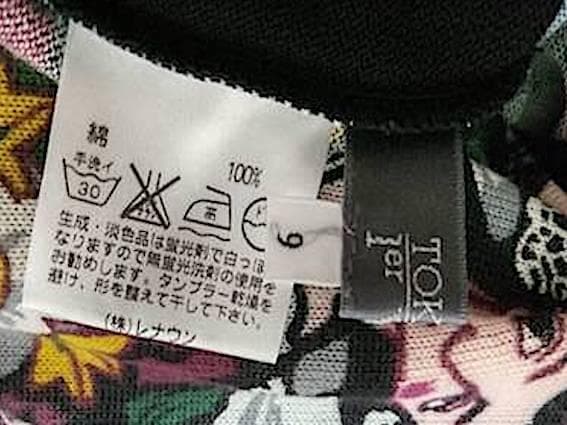 綿 100%
手洗イ
30
生成・淡色品は蛍光剤で白っぽ
なりますので無蛍光洗剤の使用を
お勧めします。タンブラー乾燥を
避け、形を整えて干して下さい。
(株)レナウン
9
TOK
1er